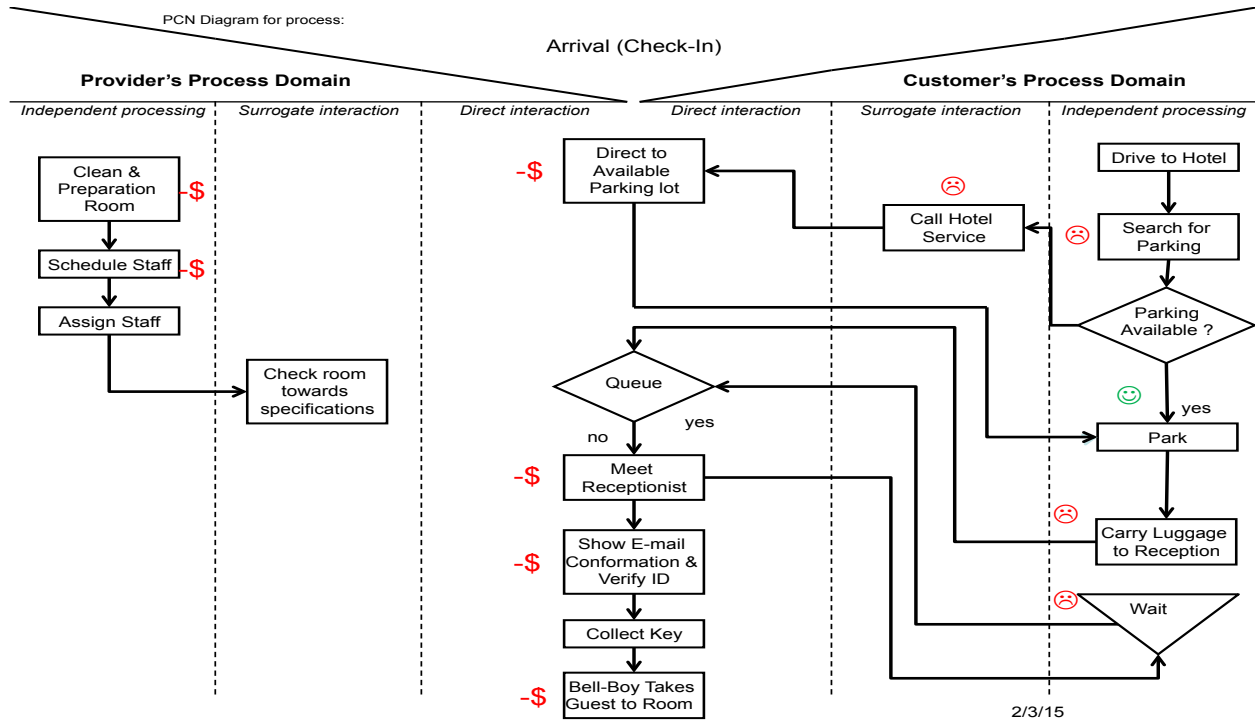 PCN Diagram for process:
Arrival (Check-In)
Provider's Process Domain
Customer's Process Domain
Independent processing
Surrogate interaction
Direct interaction
Direct interaction
Surrogate interaction
Independent processing
Clean &
Preparation
Room
-$
Schedule Staff
-$
Assign Staff
Check room
towards
specifications
-$
Direct to
Available
Parking lot
Queue
yes
no
-$
Meet
Receptionist
-$
Show E-mail
Conformation &
Verify ID
Collect Key
-$
Bell-Boy Takes
Guest to Room
Call Hotel
Service
Drive to Hotel
Search for
Parking
Parking
Available ?
yes
Park
Carry Luggage
to Reception
Wait
2/3/15